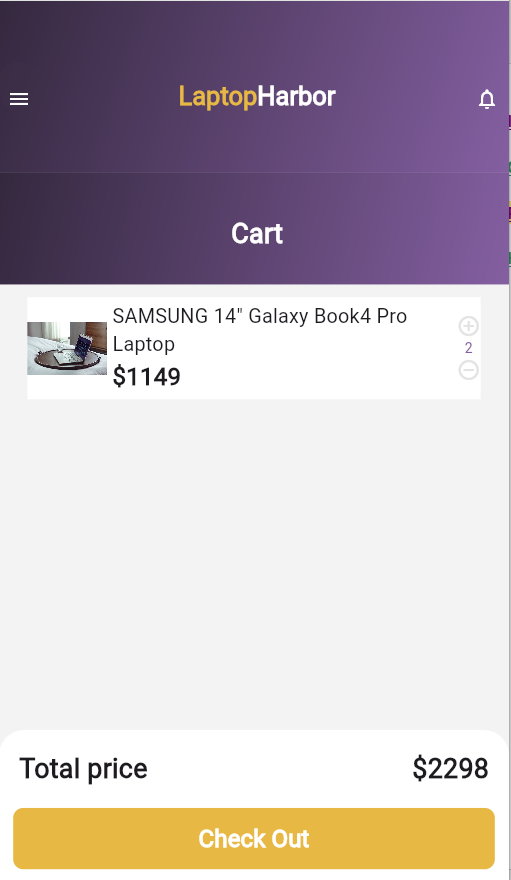 LaptopHarbor
Cart
SAMSUNG 14" Galaxy Book4 Pro
Laptop
$1149
2
Total price $2298
Check Out